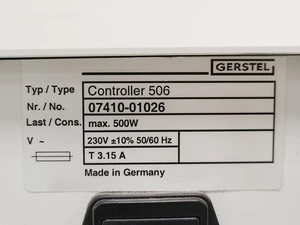 GERSTEL
Typ / Type Controller 506
Nr. / No. 07410-01026
Last / Cons. max. 500W
V ~ 230V ±10% 50/60 Hz
T 3.15 A
Made in Germany